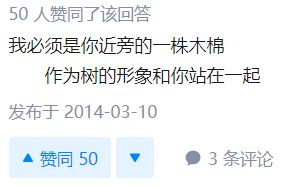 50 人赞同了该回答
我必须是你近旁的一株木棉
作为树的形象和你站在一起
发布于 2014-03-10
赞同 50
3 条评论